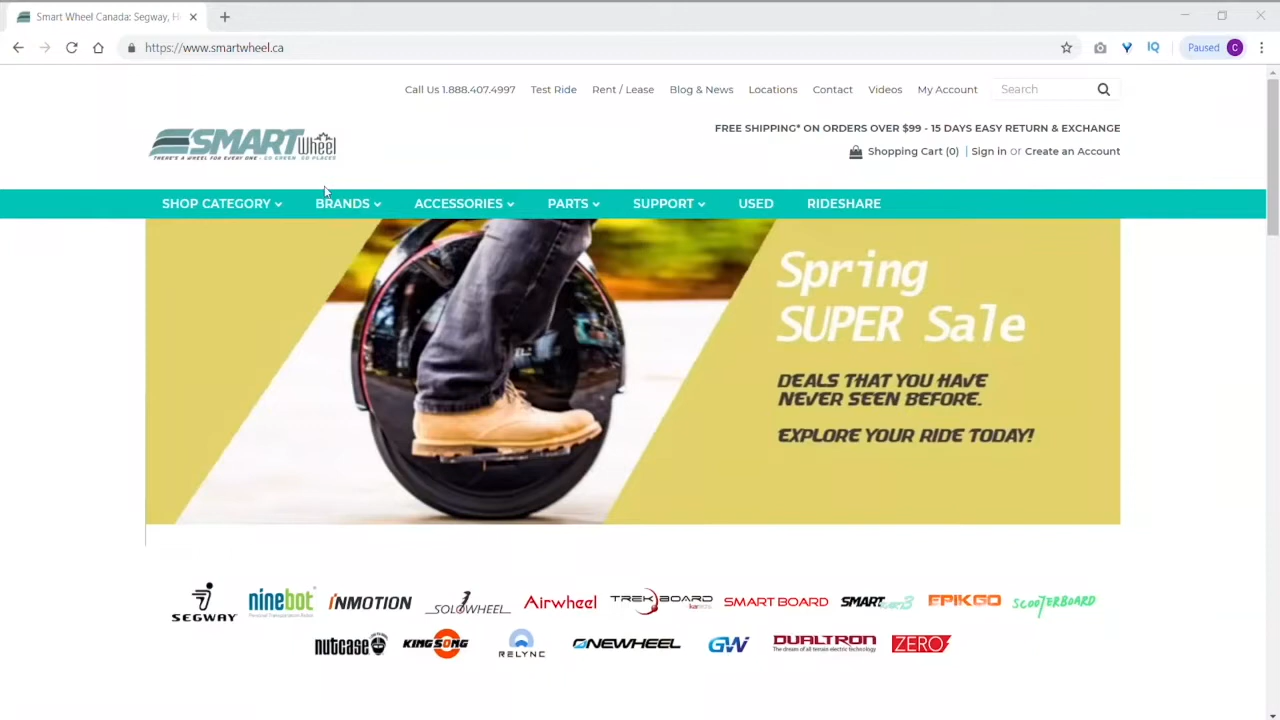 Smart Wheel Canada: Segway, H
https://www.smartwheel.ca
IQ
Paused
C
Call Us 1.888.407.4997 Test Ride Rent / Lease Blog & News Locations Contact Videos My Account Search
SMART Wheel
THERE'S A WHEEL FOR EVERY ONE - GO GREEN GO PLACES
FREE SHIPPING* ON ORDERS OVER $99 - 15 DAYS EASY RETURN & EXCHANGE
Shopping Cart (0) | Sign in or Create an Account
SHOP CATEGORY BRANDS ACCESSORIES PARTS SUPPORT USED RIDESHARE
Spring
SUPER Sale
DEALS THAT YOU HAVE
NEVER SEEN BEFORE.
EXPLORE YOUR RIDE TODAY!
SEGWAY ninebot INMOTION SOLOWHEEL Airwheel TREKBOARD SMART BOARD SMART EPIKGO SCOOTERBOARD
NUTCASE KINGSONG RELYNC ONEWHEEL GW DUALTRON ZERO
The dream of all terrain electric technology